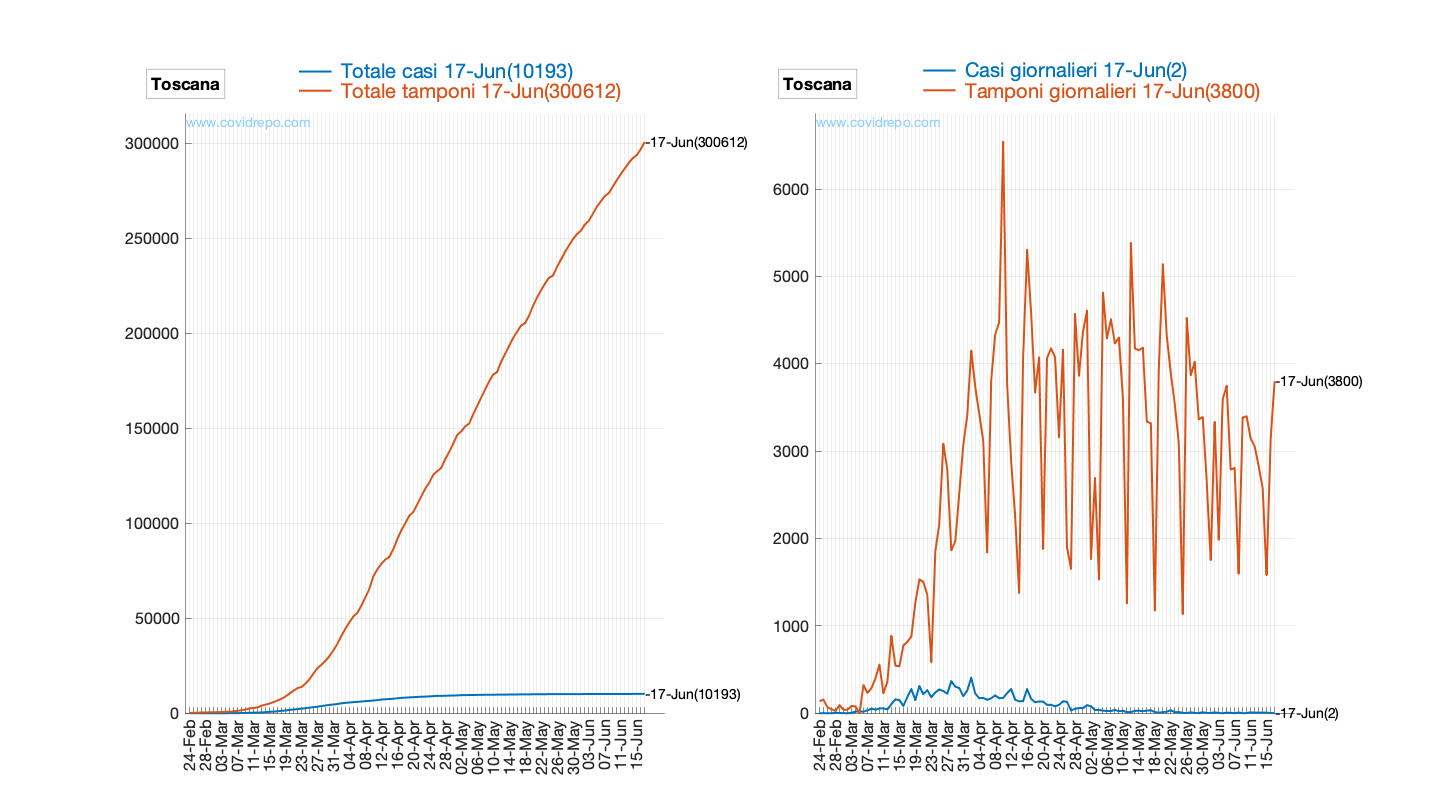 Toscana
Totale casi 17-Jun(10193)
Totale tamponi 17-Jun(300612)
www.covidrepo.com
300000
250000
200000
150000
100000
50000
0
17-Jun(300612)
17-Jun(10193)
24-Feb
28-Feb
03-Mar
07-Mar
11-Mar
15-Mar
19-Mar
23-Mar
27-Mar
31-Mar
04-Apr
08-Apr
12-Apr
16-Apr
20-Apr
24-Apr
28-Apr
02-May
06-May
10-May
14-May
18-May
22-May
26-May
30-May
03-Jun
07-Jun
11-Jun
15-Jun
Toscana
Casi giornalieri 17-Jun(2)
Tamponi giornalieri 17-Jun(3800)
www.covidrepo.com
6000
5000
4000
3000
2000
1000
0
17-Jun(3800)
17-Jun(2)
24-Feb
28-Feb
03-Mar
07-Mar
11-Mar
15-Mar
19-Mar
23-Mar
27-Mar
31-Mar
04-Apr
08-Apr
12-Apr
16-Apr
20-Apr
24-Apr
28-Apr
02-May
06-May
10-May
14-May
18-May
22-May
26-May
30-May
03-Jun
07-Jun
11-Jun
15-Jun